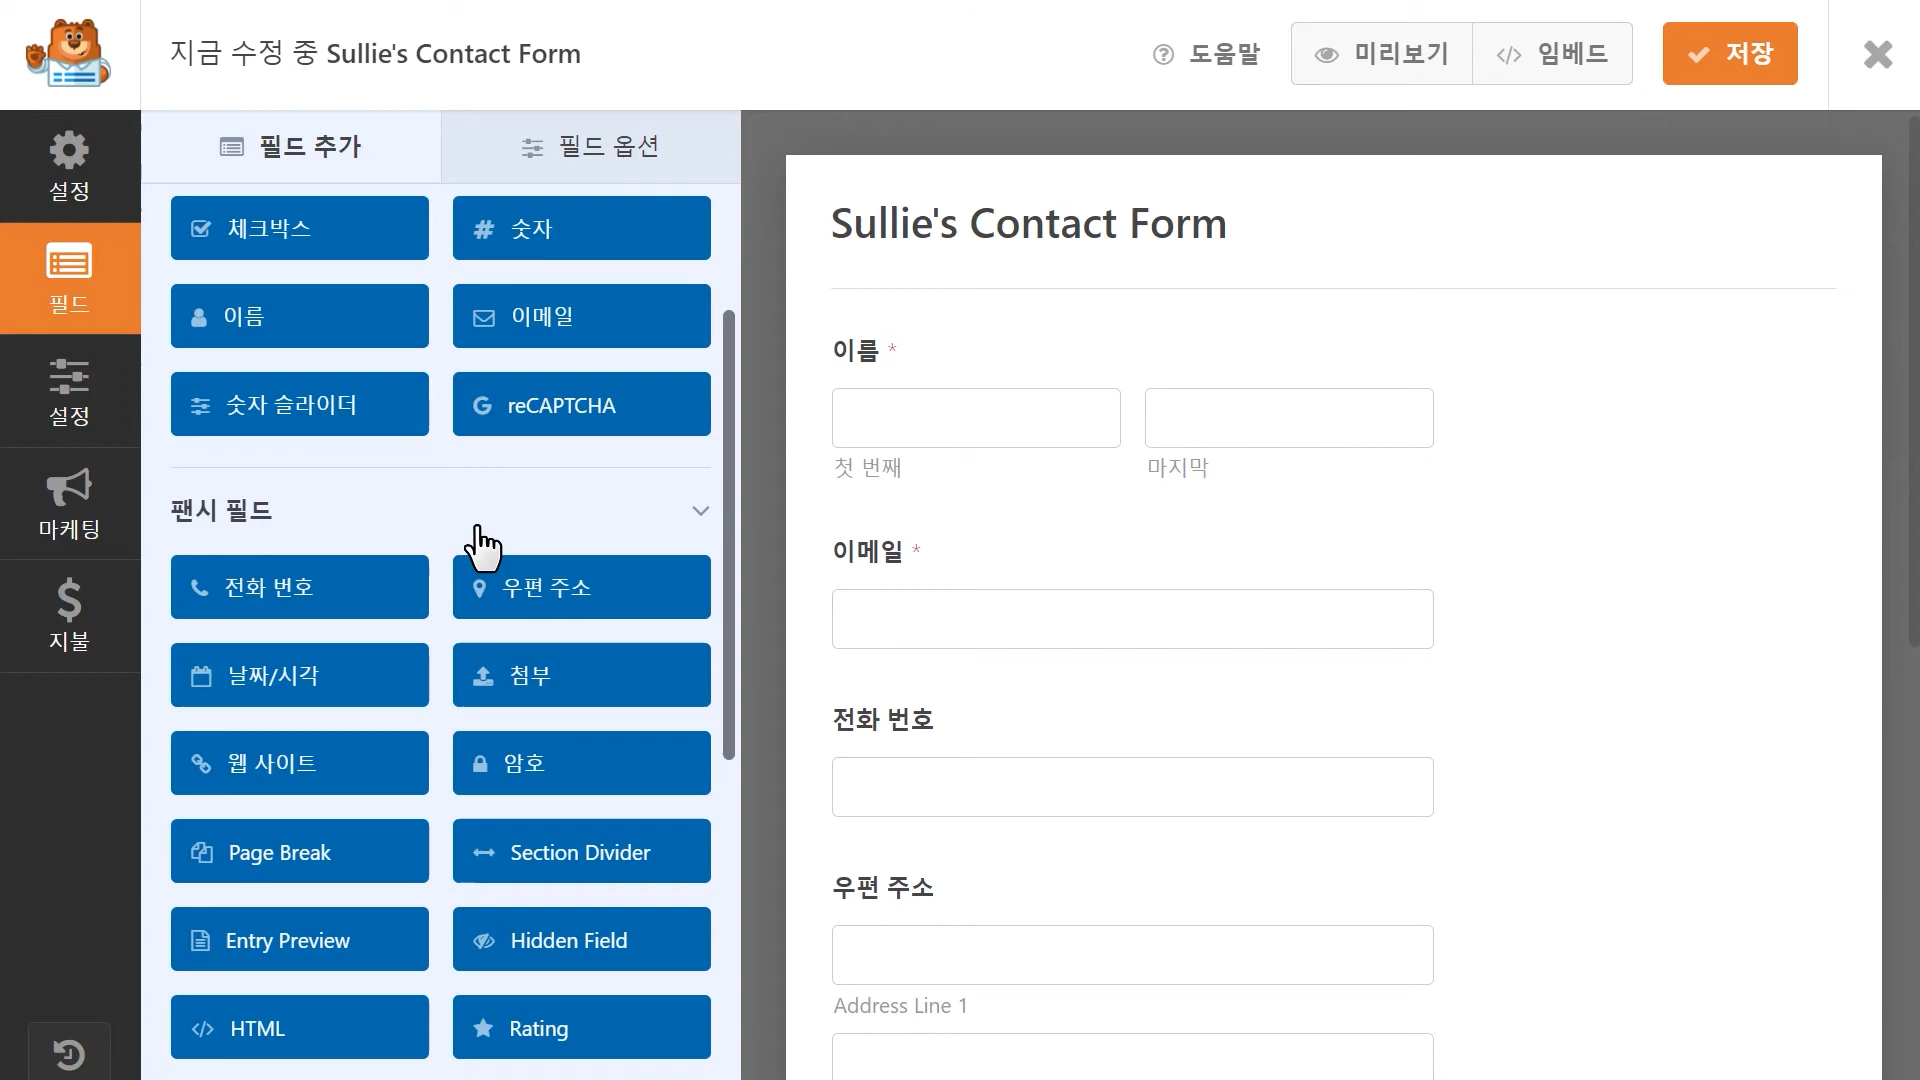 지금 수정 중 Sullie's Contact Form
도움말
미리보기
임베드
저장
설정
필드
설정
마케팅
지불
필드 추가
필드 옵션
체크박스
숫자
이름
이메일
숫자 슬라이더
reCAPTCHA
팬시 필드
전화 번호
우편 주소
날짜/시각
첨부
웹 사이트
암호
Page Break
Section Divider
Entry Preview
Hidden Field
HTML
Rating
Sullie's Contact Form
이름 *
첫 번째
마지막
이메일 *
전화 번호
우편 주소
Address Line 1